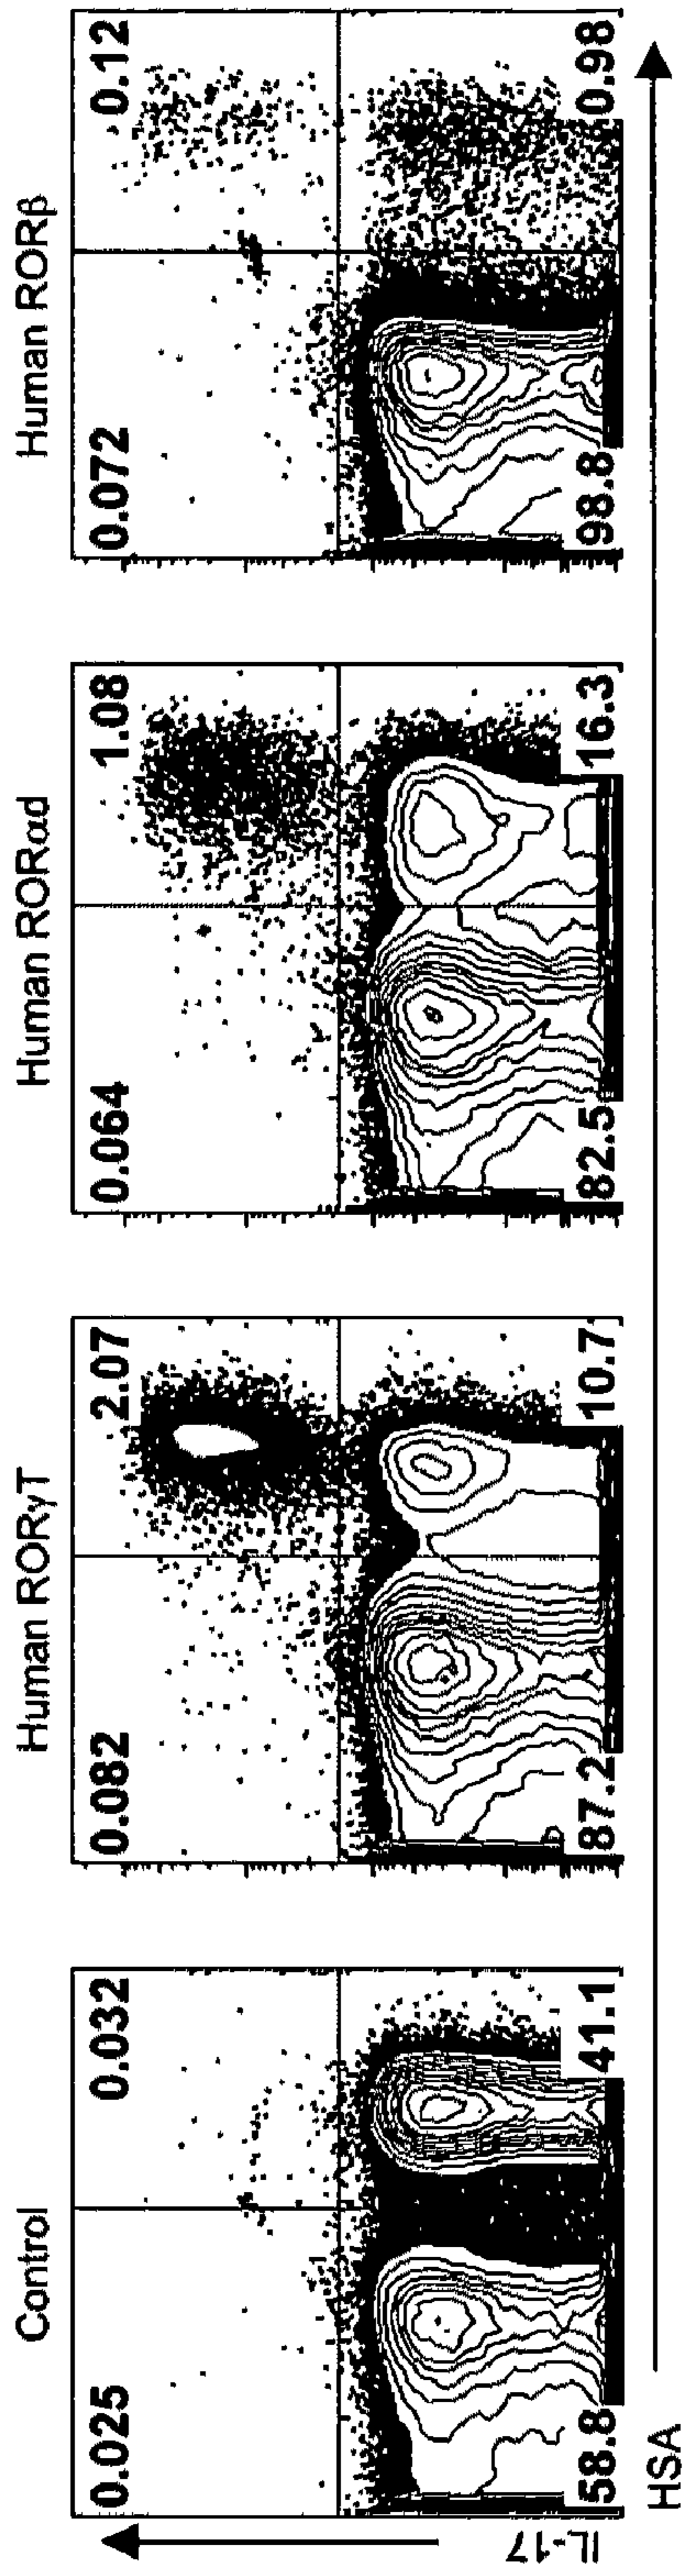 Control
Human RORγT
Human RORαd
Human RORβ
0.025 0.032
0.082 2.07
0.064 1.08
0.072 0.12
58.8 41.1
87.2 10.7
82.5 16.3
98.8 0.98
IL-17
HSA